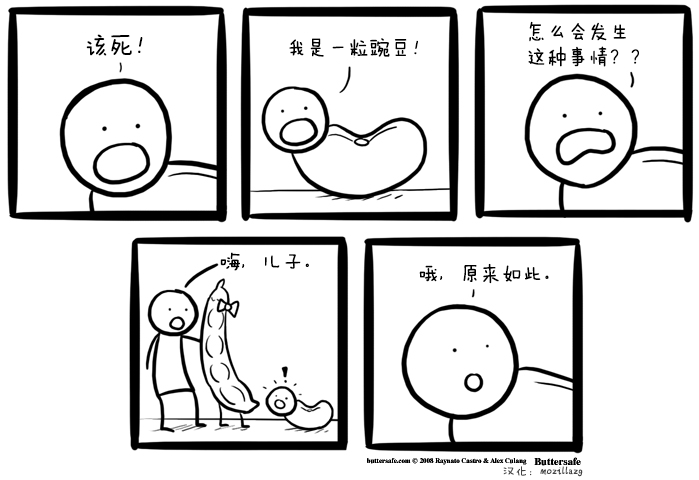 该死！
我是一粒豌豆！
怎么会发生
这种事情？？
嗨，儿子。
!
哦，原来如此。
buttersafe.com © 2008 Raynato Castro & Alex Culang Buttersafe
汉化：mozillazg